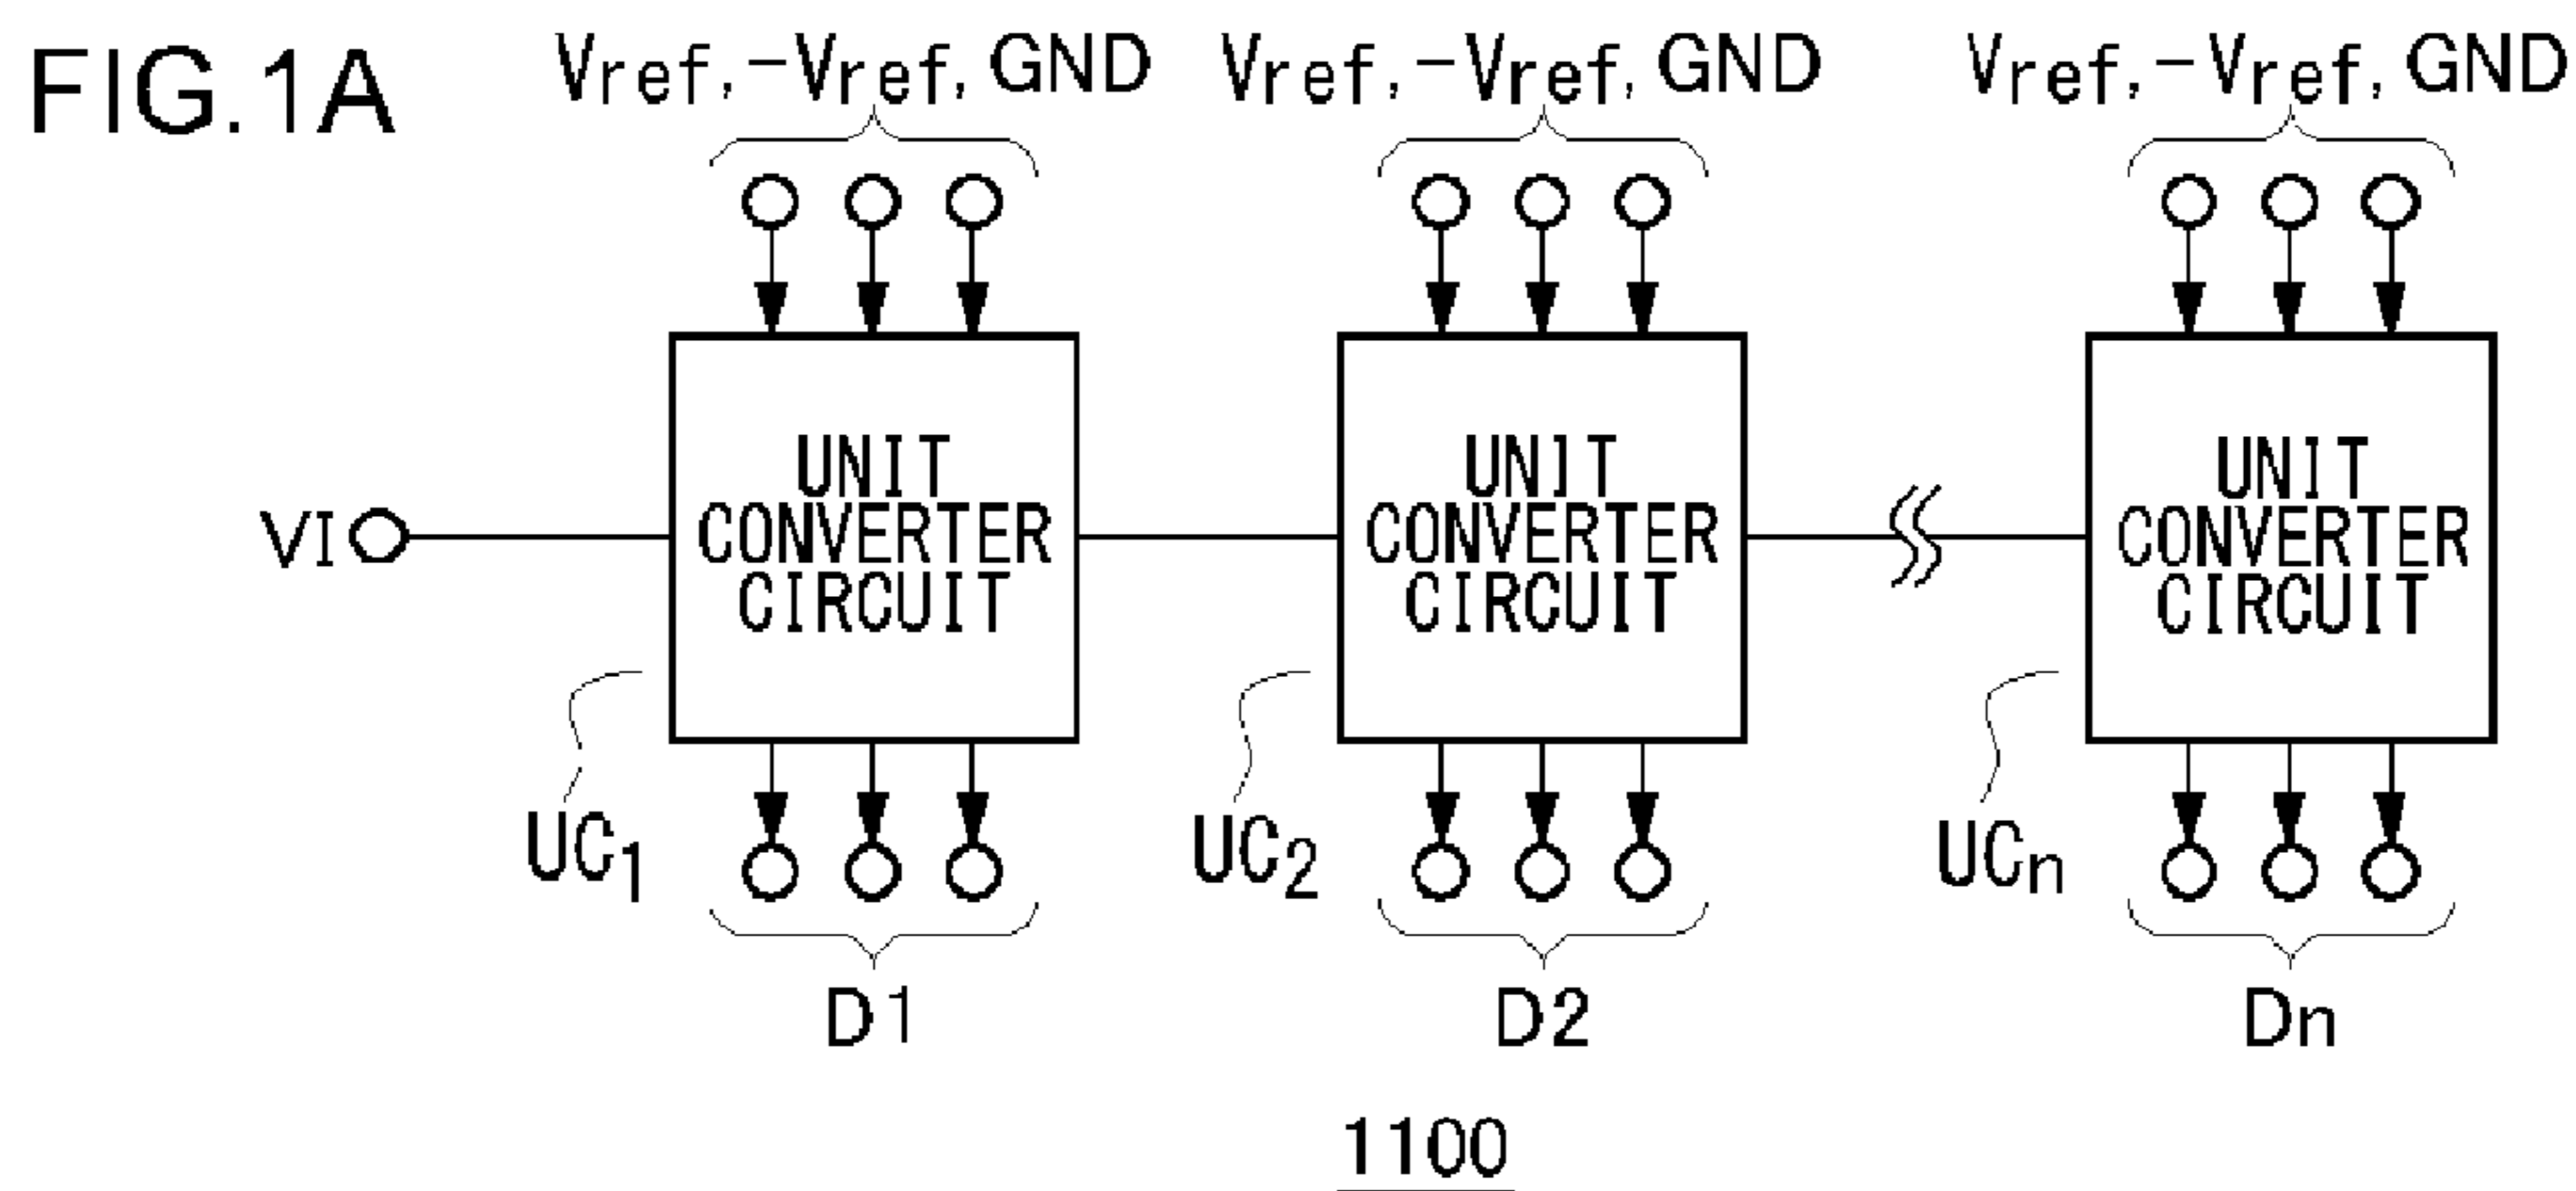 FIG.1A
Vref,-Vref,GND
Vref,-Vref,GND
Vref,-Vref,GND
VI
UNIT
CONVERTER
CIRCUIT
UNIT
CONVERTER
CIRCUIT
UNIT
CONVERTER
CIRCUIT
UC1
UC2
UCn
D1
D2
Dn
1100